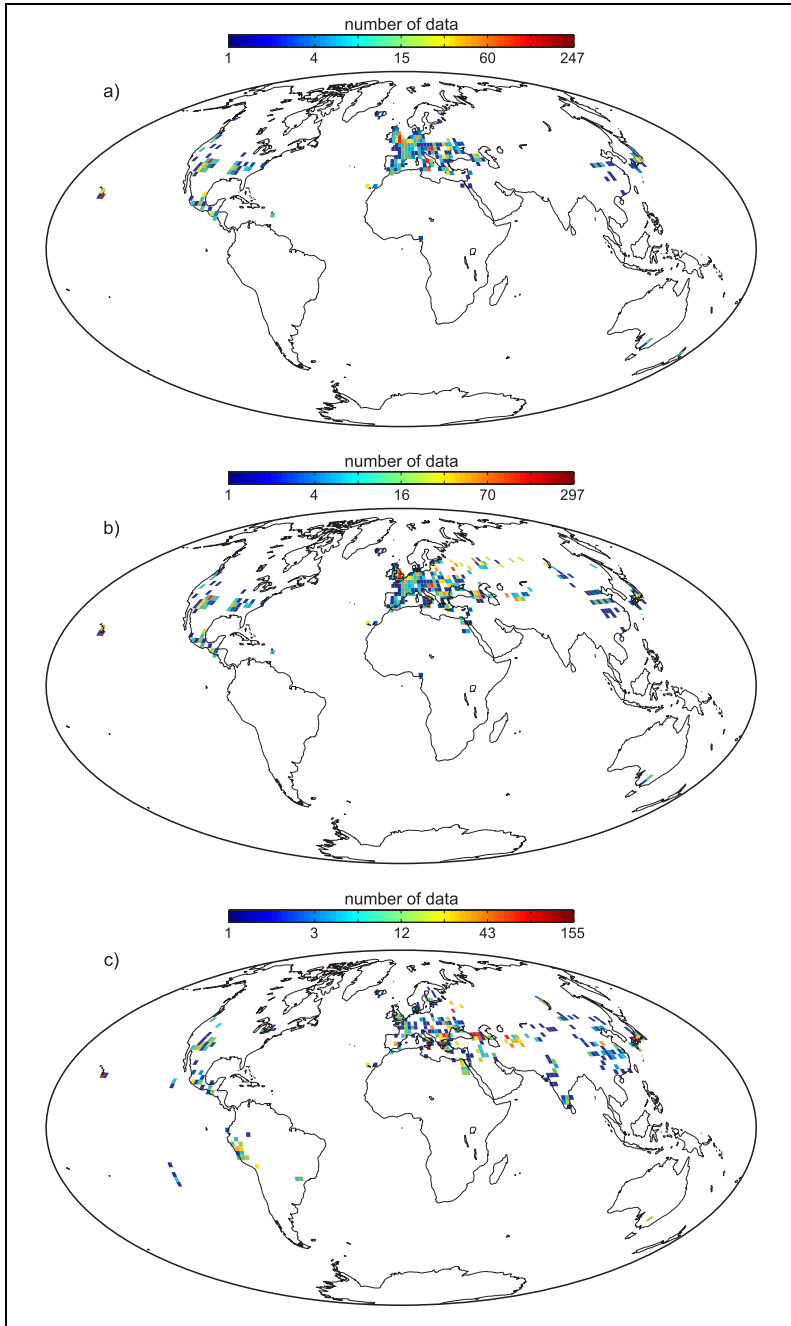 number of data
1 4 15 60 247
a)
number of data
1 4 16 70 297
b)
number of data
1 3 12 43 155
c)